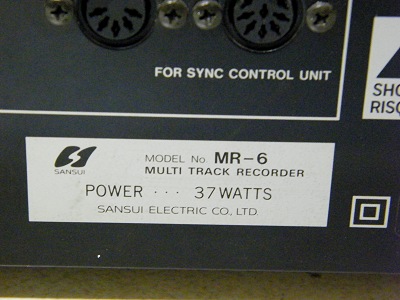 FOR SYNC CONTROL UNIT
SHO
RISQ
SANSUI
MODEL No. MR-6
MULTI TRACK RECORDER
POWER ··· 37WATTS
SANSUI ELECTRIC CO., LTD.